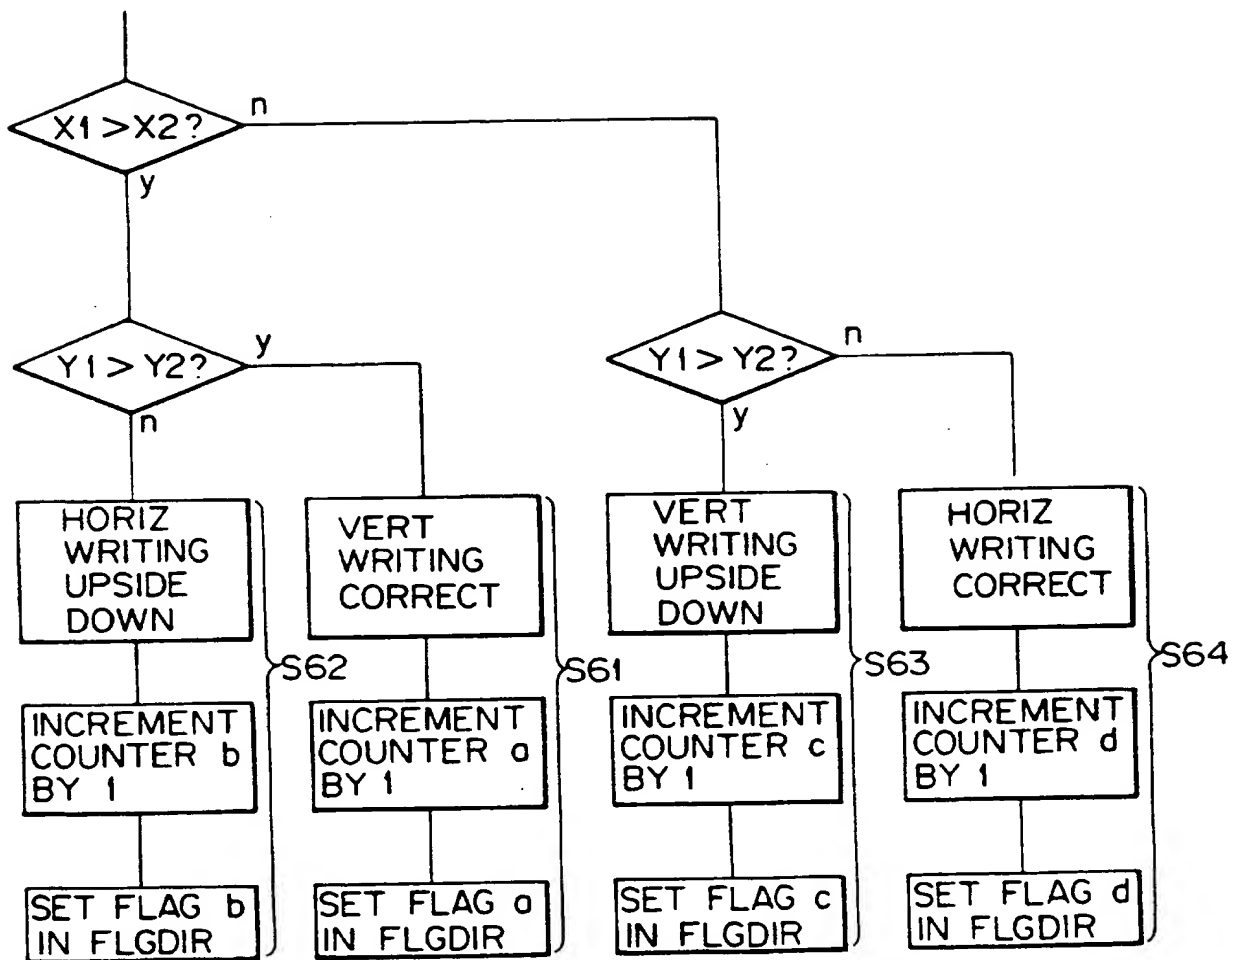 X1 > X2?
n
y
Y1 > Y2?
y
n
Y1 > Y2?
n
y
HORIZ
WRITING
UPSIDE
DOWN
VERT
WRITING
CORRECT
VERT
WRITING
UPSIDE
DOWN
HORIZ
WRITING
CORRECT
S62
S61
S63
S64
INCREMENT
COUNTER b
BY 1
INCREMENT
COUNTER a
BY 1
INCREMENT
COUNTER c
BY 1
INCREMENT
COUNTER d
BY 1
SET FLAG b
IN FLGDIR
SET FLAG a
IN FLGDIR
SET FLAG c
IN FLGDIR
SET FLAG d
IN FLGDIR